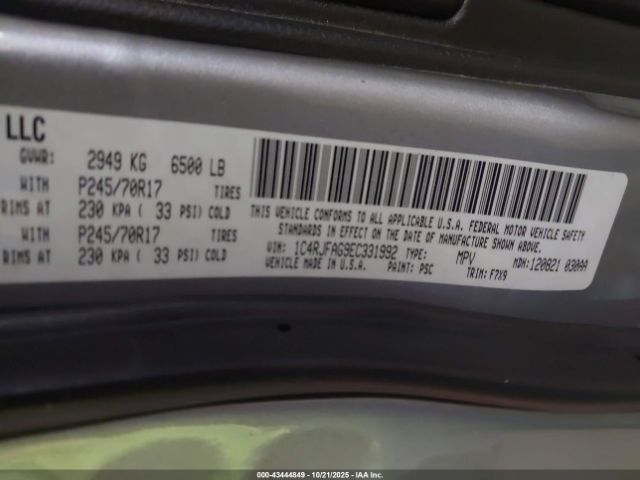 LLC
GVWR: 2949 KG 6500 LB
WITH P245/70R17 TIRES
RIMS AT 230 KPA ( 33 PSI) COLD
WITH P245/70R17 TIRES
RIMS AT 230 KPA ( 33 PSI) COLD
THIS VEHICLE CONFORMS TO ALL APPLICABLE U.S.A. FEDERAL MOTOR VEHICLE SAFETY
STANDARDS IN EFFECT ON THE DATE OF MANUFACTURE SHOWN ABOVE.
VIN: 1C4RJFAG9EC331992 TYPE: MPV MDH: 120821 030AA
VEHICLE MADE IN U.S.A. PAINT: PSC TRIM: F7X9
000-43444849 | 10/21/2025 | IAA Inc.